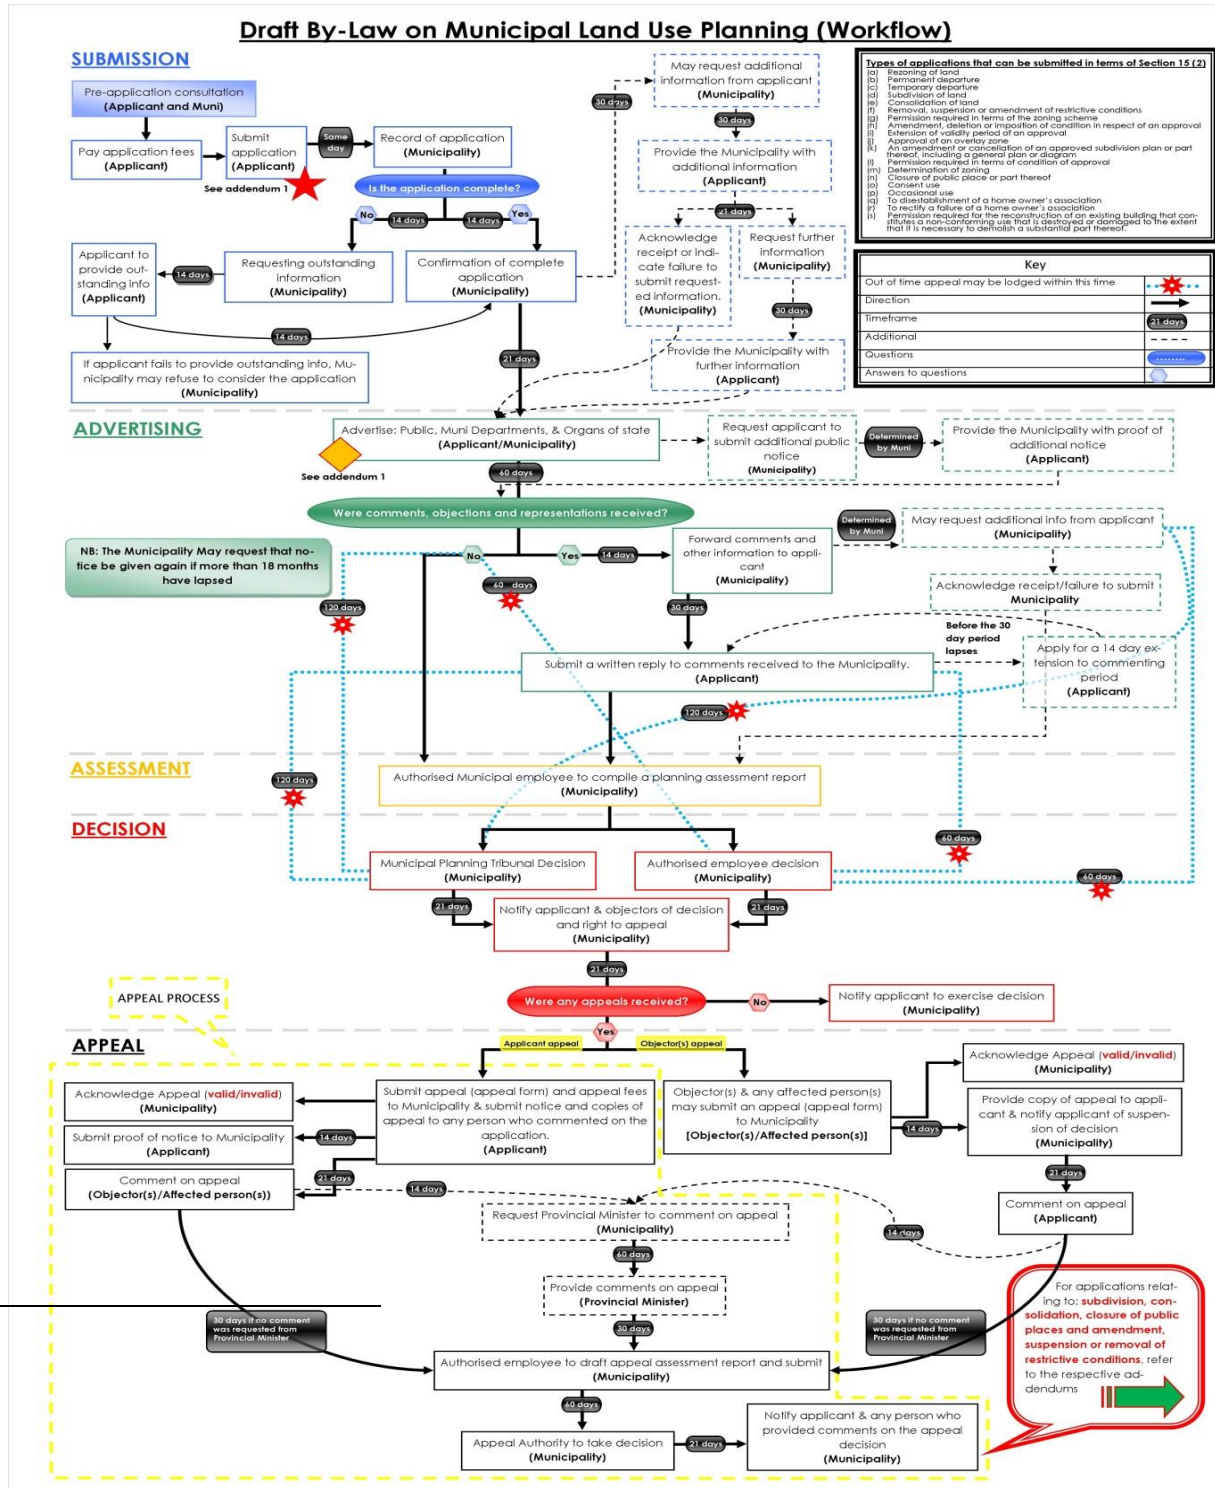 Draft By-Law on Municipal Land Use Planning (Workflow)
SUBMISSION
Pre-application consultation
(Applicant and Muni)
Pay application fees
(Applicant)
Submit
application
(Applicant)
See addendum 1
Same
day
Record of application
(Municipality)
Is the application complete?
No
14 days
14 days
Yes
Applicant to
provide out-
standing info
(Applicant)
14 days
Requesting outstanding
information
(Municipality)
Confirmation of complete
application
(Municipality)
14 days
If applicant fails to provide outstanding info, Mu-
nicipality may refuse to consider the application
(Municipality)
21 days
30 days
May request additional
information from applicant
(Municipality)
30 days
Provide the Municipality with
additional information
(Applicant)
21 days
Acknowledge
receipt or indi-
cate failure to
submit request-
ed information.
(Municipality)
Request further
information
(Municipality)
30 days
Provide the Municipality with
further information
(Applicant)
Types of applications that can be submitted in terms of Section 15 (2)
(a) Rezoning of land
(b) Permanent departure
(c) Temporary departure
(d) Subdivision of land
(e) Consolidation of land
(f) Removal, suspension or amendment of restrictive conditions
(g) Permission required in terms of the zoning scheme
(h) Amendment, deletion or imposition of condition in respect of an approval
(i) Extension of validity period of an approval
(j) Approval of an overlay zone
(k) An amendment or cancellation of an approved subdivision plan or part
thereof, including a general plan or diagram
(l) Permission required in terms of condition of approval
(m) Determination of zoning
(n) Closure of public place or part thereof
(o) Consent use
(p) Occasional use
(q) To disestablishment of a home owner's association
(r) To rectify a failure of a home owner's association
(s) Permission required for the reconstruction of an existing building that con-
stitutes a non-conforming use that is destroyed or damaged to the extent
that it is necessary to demolish a substantial part thereof.
Key
Out of time appeal may be lodged within this time
Direction
Timeframe
21 days
Additional
Questions
........
Answers to questions
ADVERTISING
Advertise: Public, Muni Departments, & Organs of state
(Applicant/Municipality)
See addendum 1
60 days
Request applicant to
submit additional public
notice
(Municipality)
Determined
by Muni
Provide the Municipality with proof of
additional notice
(Applicant)
Were comments, objections and representations received?
NB: The Municipality May request that no-
tice be given again if more than 18 months
have lapsed
No
Yes
14 days
Forward comments and
other information to appli-
cant
(Municipality)
Determined
by Muni
May request additional info from applicant
(Municipality)
Acknowledge receipt/failure to submit
Municipality
60 days
120 days
30 days
Before the 30
day period
lapses
Apply for a 14 day ex-
tension to commenting
period
(Applicant)
Submit a written reply to comments received to the Municipality.
(Applicant)
120 days
ASSESSMENT
120 days
Authorised Municipal employee to compile a planning assessment report
(Municipality)
DECISION
60 days
Municipal Planning Tribunal Decision
(Municipality)
Authorised employee decision
(Municipality)
60 days
21 days
21 days
Notify applicant & objectors of decision
and right to appeal
(Municipality)
21 days
Were any appeals received?
No
Notify applicant to exercise decision
(Municipality)
APPEAL PROCESS
Yes
APPEAL
Applicant appeal
Objector(s) appeal
Acknowledge Appeal (valid/invalid)
(Municipality)
Submit appeal (appeal form) and appeal fees
to Municipality & submit notice and copies of
appeal to any person who commented on the
application.
(Applicant)
Objector(s) & any affected person(s)
may submit an appeal (appeal form)
to Municipality
[Objector(s)/Affected person(s)]
Acknowledge Appeal (valid/invalid)
(Municipality)
14 days
Submit proof of notice to Municipality
(Applicant)
14 days
Provide copy of appeal to appli-
cant & notify applicant of suspen-
sion of decision
(Municipality)
21 days
Comment on appeal
(Objector(s)/Affected person(s))
21 days
Comment on appeal
(Applicant)
14 days
14 days
Request Provincial Minister to comment on appeal
(Municipality)
60 days
Provide comments on appeal
(Provincial Minister)
30 days
30 days if no comment
was requested from
Provincial Minister
30 days if no comment
was requested from
Provincial Minister
Authorised employee to draft appeal assessment report and submit
(Municipality)
60 days
Appeal Authority to take decision
(Municipality)
21 days
Notify applicant & any person who
provided comments on the appeal
decision
(Municipality)
For applications relat-
ing to: subdivision, con-
solidation, closure of public
places and amendment,
suspension or removal of
restrictive conditions, refer
to the respective ad-
dendums